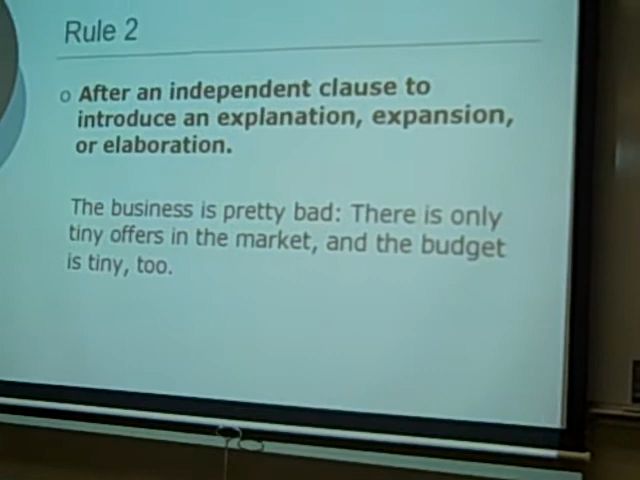 Rule 2
o After an independent clause to
introduce an explanation, expansion,
or elaboration.
The business is pretty bad: There is only
tiny offers in the market, and the budget
is tiny, too.